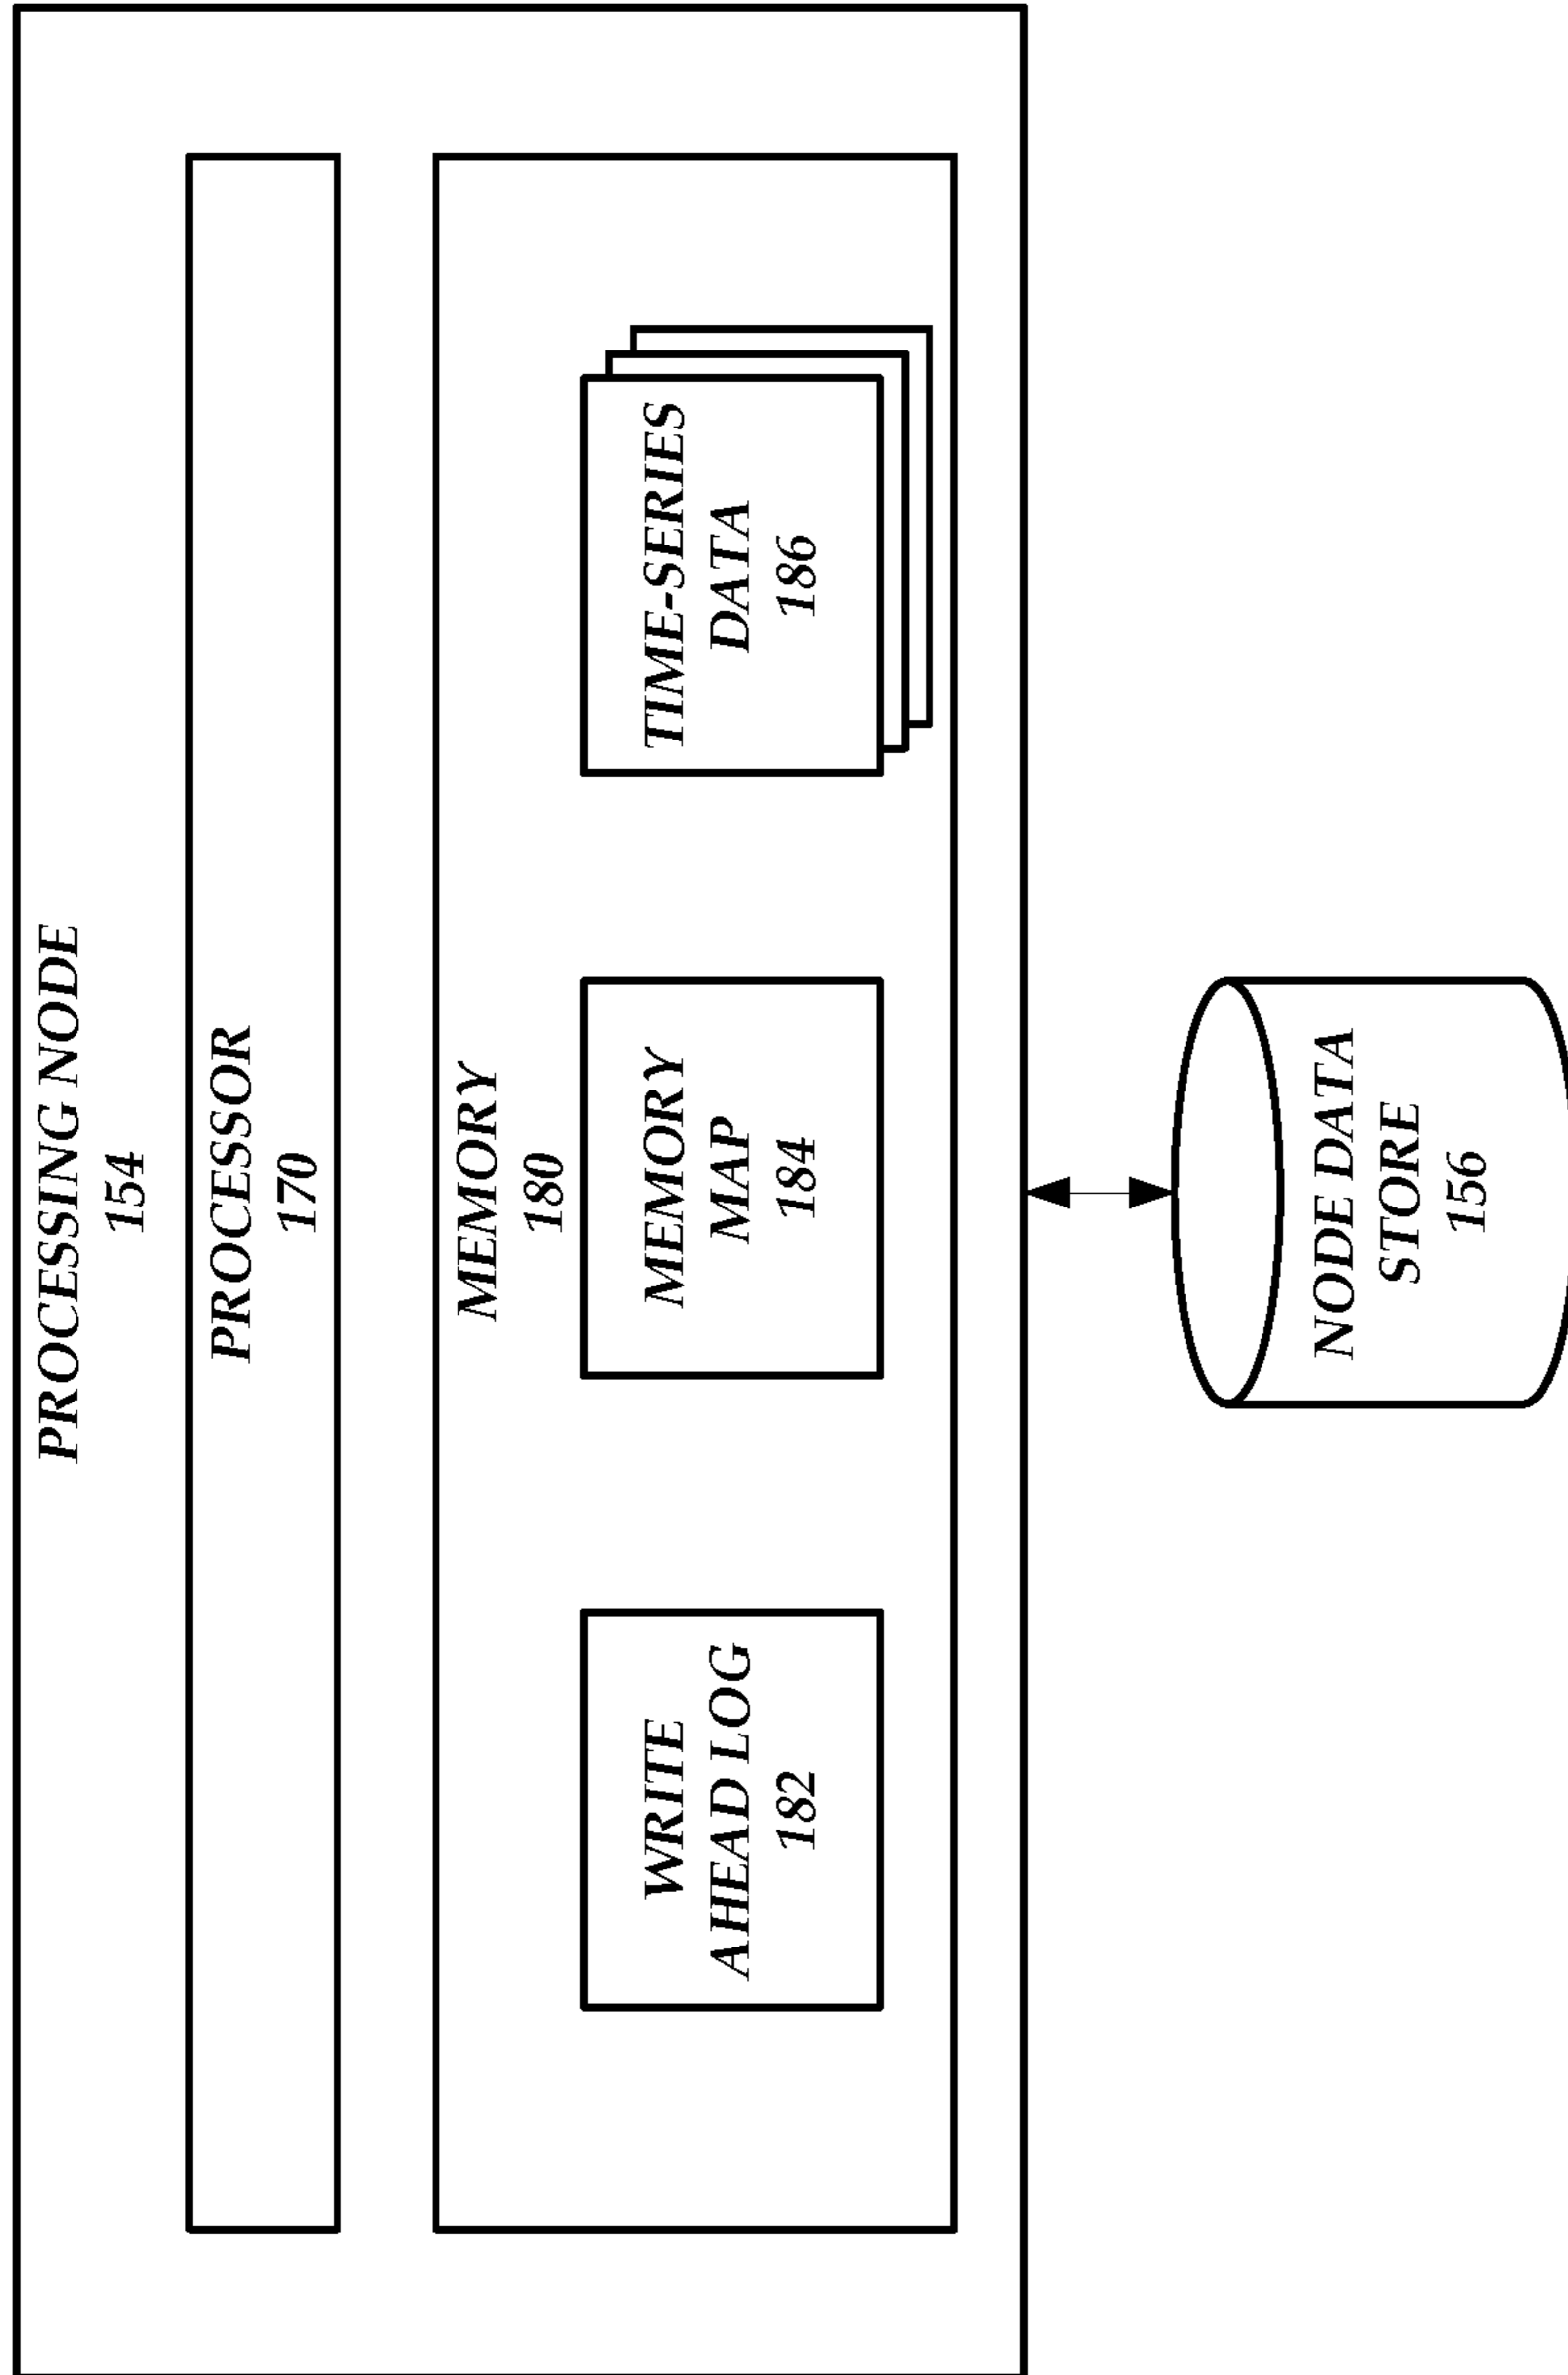 PROCESSING NODE
154
PROCESSOR
170
MEMORY
180
WRITE
AHEAD LOG
182
MEMORY
MAP
184
TIME-SERIES
DATA
186
NODE DATA
STORE
156